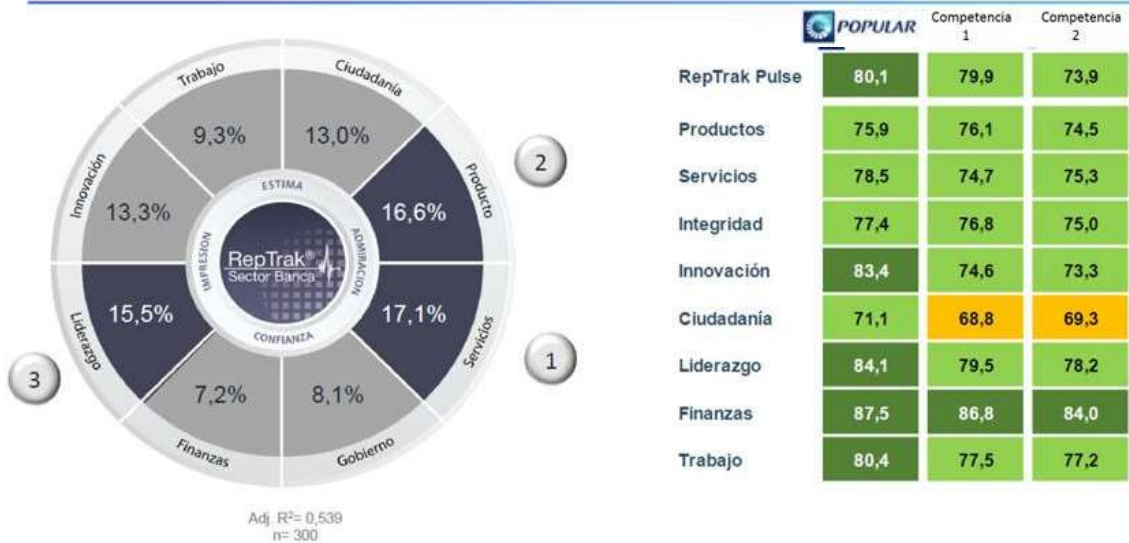 POPULAR
Competencia 1
Competencia 2
RepTrak Pulse 80,1 79,9 73,9
Productos 75,9 76,1 74,5
Servicios 78,5 74,7 75,3
Integridad 77,4 76,8 75,0
Innovación 83,4 74,6 73,3
Ciudadanía 71,1 68,8 69,3
Liderazgo 84,1 79,5 78,2
Finanzas 87,5 86,8 84,0
Trabajo 80,4 77,5 77,2
Trabajo
9,3%
Ciudadanía
13,0%
Producto
16,6%
2
Servicios
17,1%
1
Gobierno
8,1%
Finanzas
7,2%
Liderazgo
15,5%
3
Innovación
13,3%
ESTIMA
ADMIRACION
CONFIANZA
IMPRESION
RepTrak®
Sector Banca
Adj. R²= 0,539
n= 300